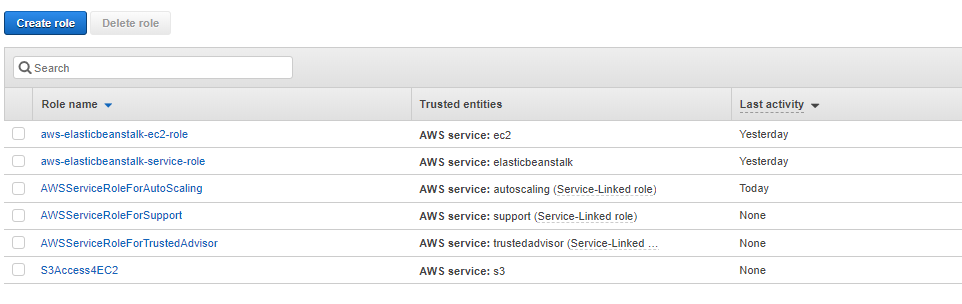 Create role Delete role
Search
Role name Trusted entities Last activity
aws-elasticbeanstalk-ec2-role AWS service: ec2 Yesterday
aws-elasticbeanstalk-service-role AWS service: elasticbeanstalk Yesterday
AWSServiceRoleForAutoScaling AWS service: autoscaling (Service-Linked role) Today
AWSServiceRoleForSupport AWS service: support (Service-Linked role) None
AWSServiceRoleForTrustedAdvisor AWS service: trustedadvisor (Service-Linked ... None
S3Access4EC2 AWS service: s3 None